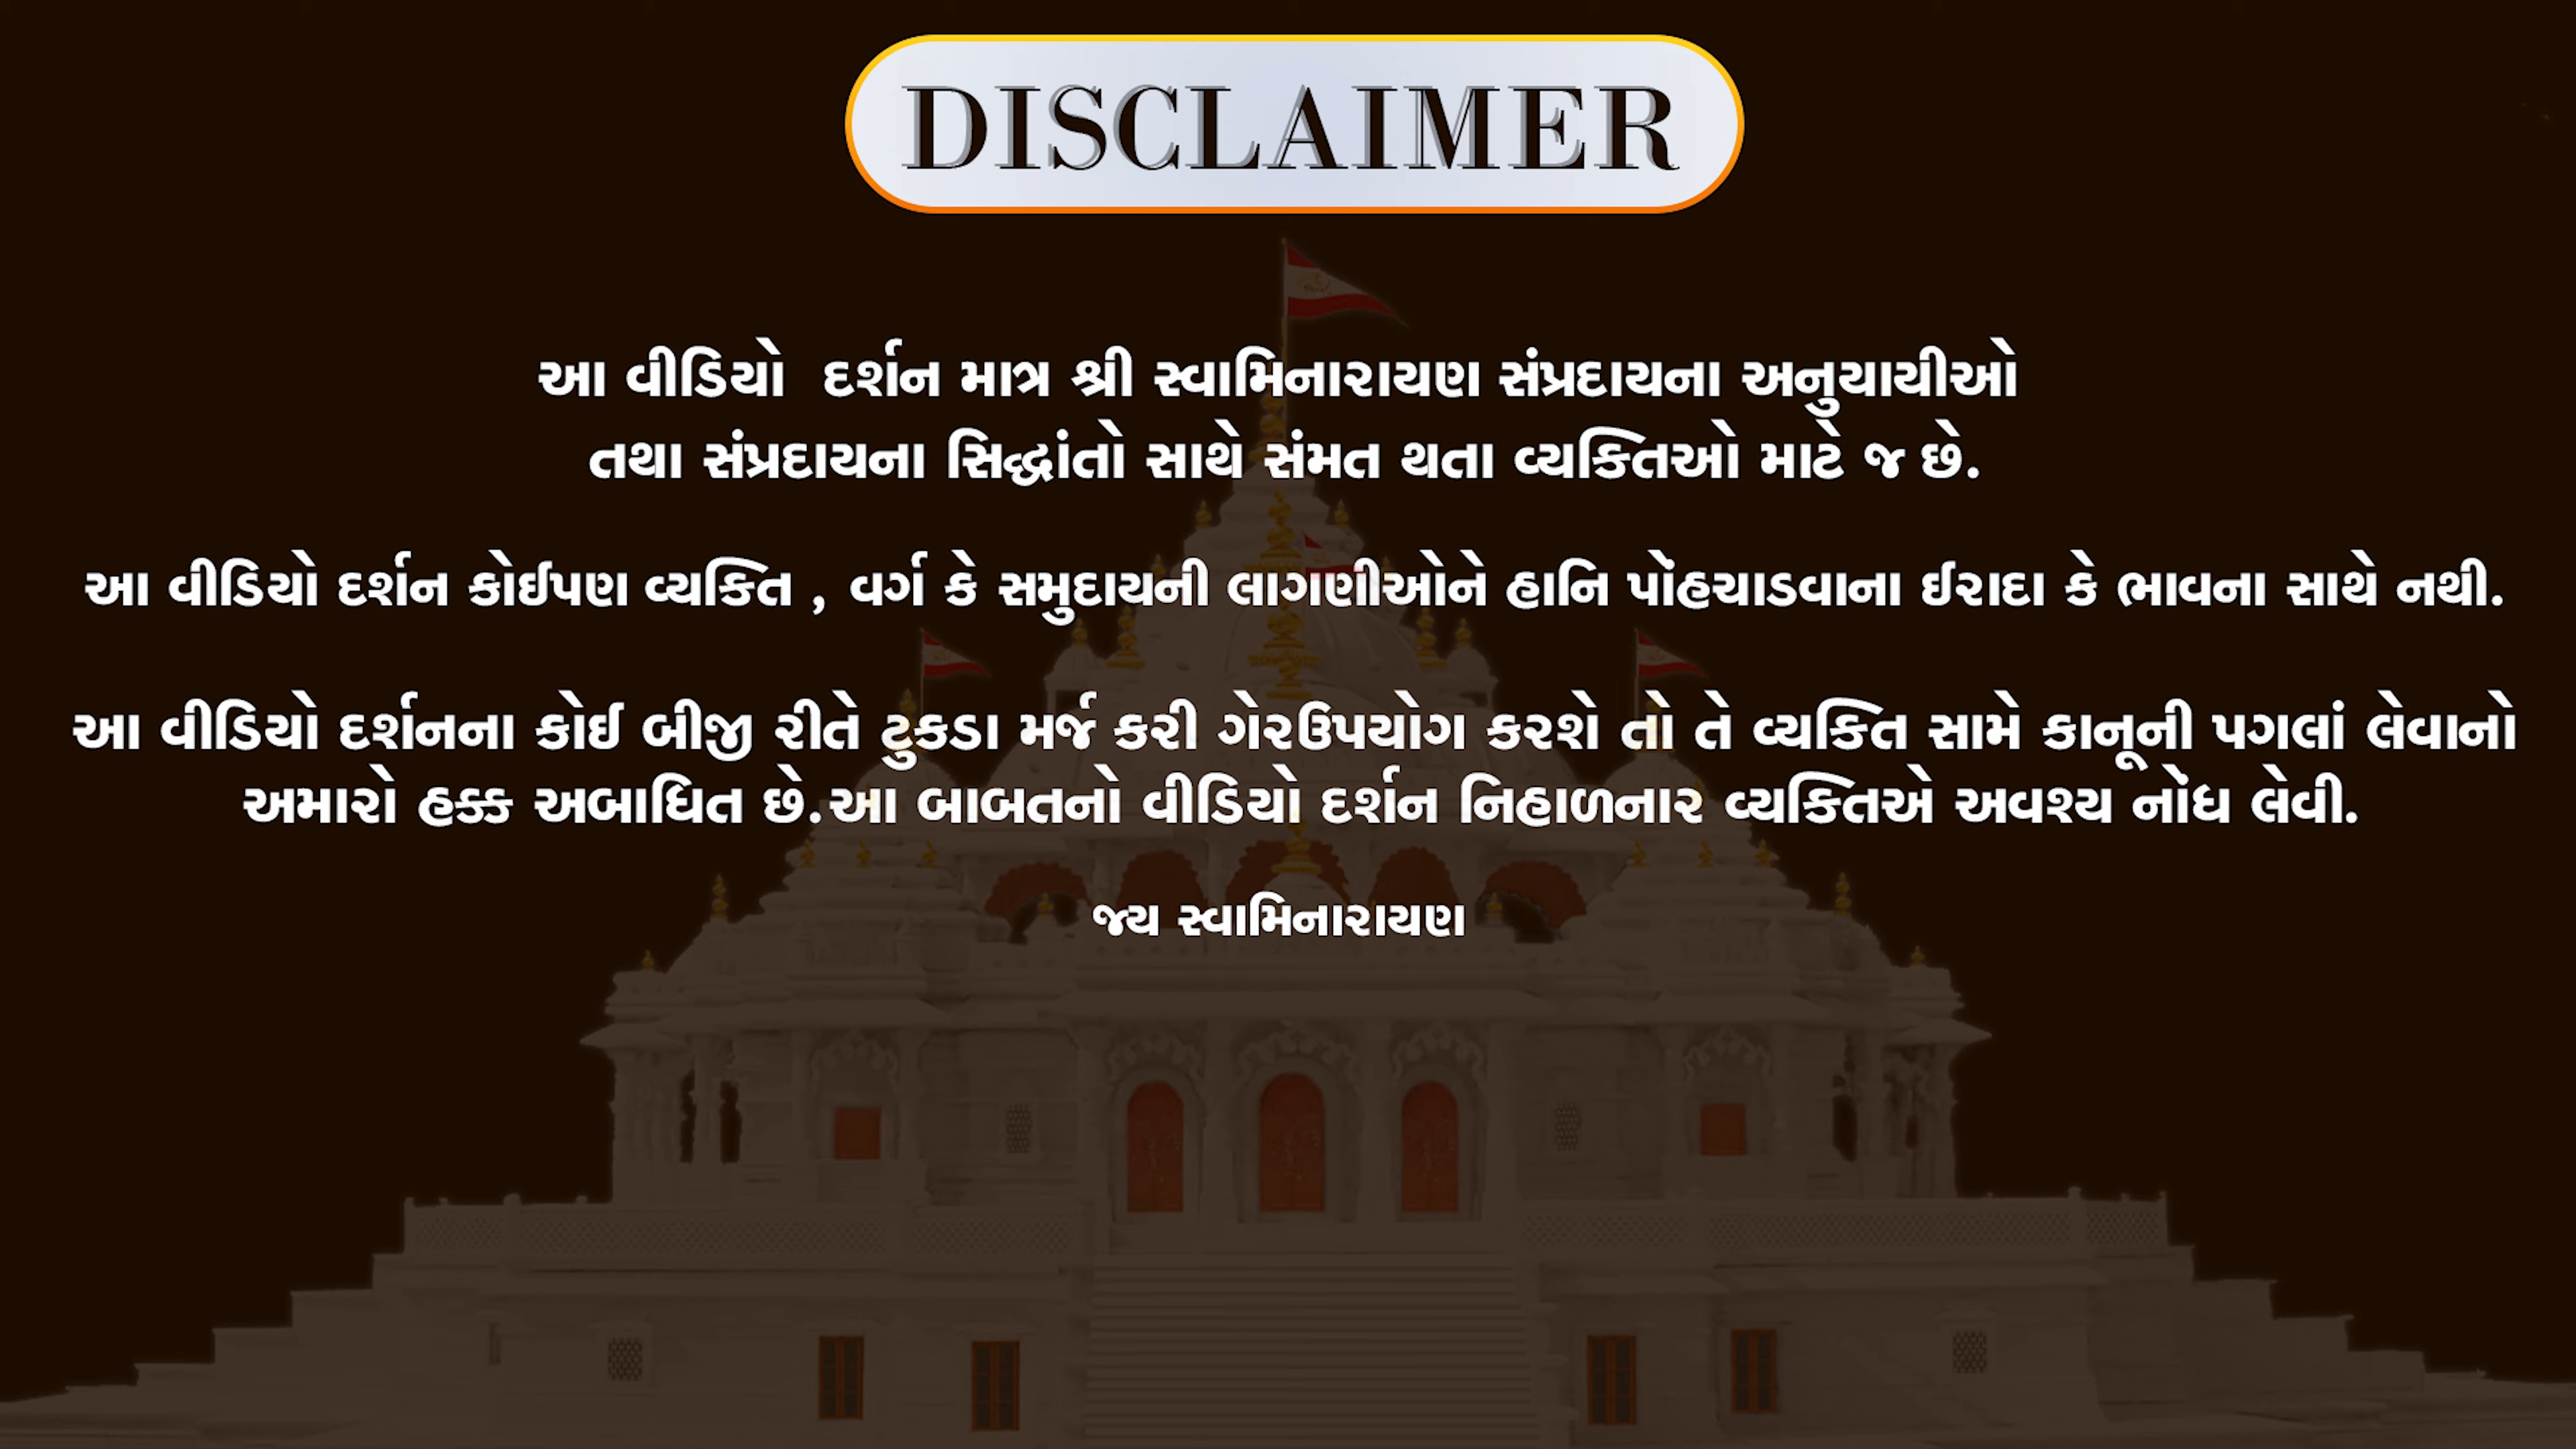 DISCLAIMER
આ વીડિયો દર્શન માત્ર શ્રી સ્વામિનારાયણ સંપ્રદાયના અનુયાયીઓ
તથા સંપ્રદાયના સિદ્ધાંતો સાથે સંમત થતા વ્યક્તિઓ માટે જ છે.
આ વીડિયો દર્શન કોઈપણ વ્યક્તિ , વર્ગ કે સમુદાયની લાગણીઓને હાનિ પોંહચાડવાના ઈરાદા કે ભાવના સાથે નથી.
આ વીડિયો દર્શનના કોઈ બીજી રીતે ટુકડા મર્જ કરી ગેરઉપયોગ કરશે તો તે વ્યક્તિ સામે કાનૂની પગલાં લેવાનો
અમારો હક્ક અબાધિત છે.આ બાબતનો વીડિયો દર્શન નિહાળનાર વ્યક્તિએ અવશ્ય નોંધ લેવી.
જય સ્વામિનારાયણ